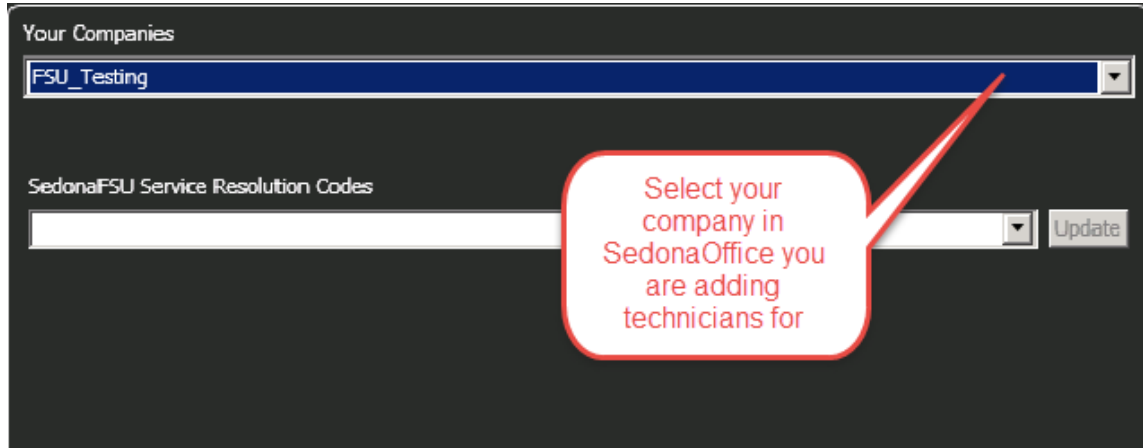 Your Companies
FSU_Testing
SedonaFSU Service Resolution Codes
Update
Select your
company in
SedonaOffice you
are adding
technicians for